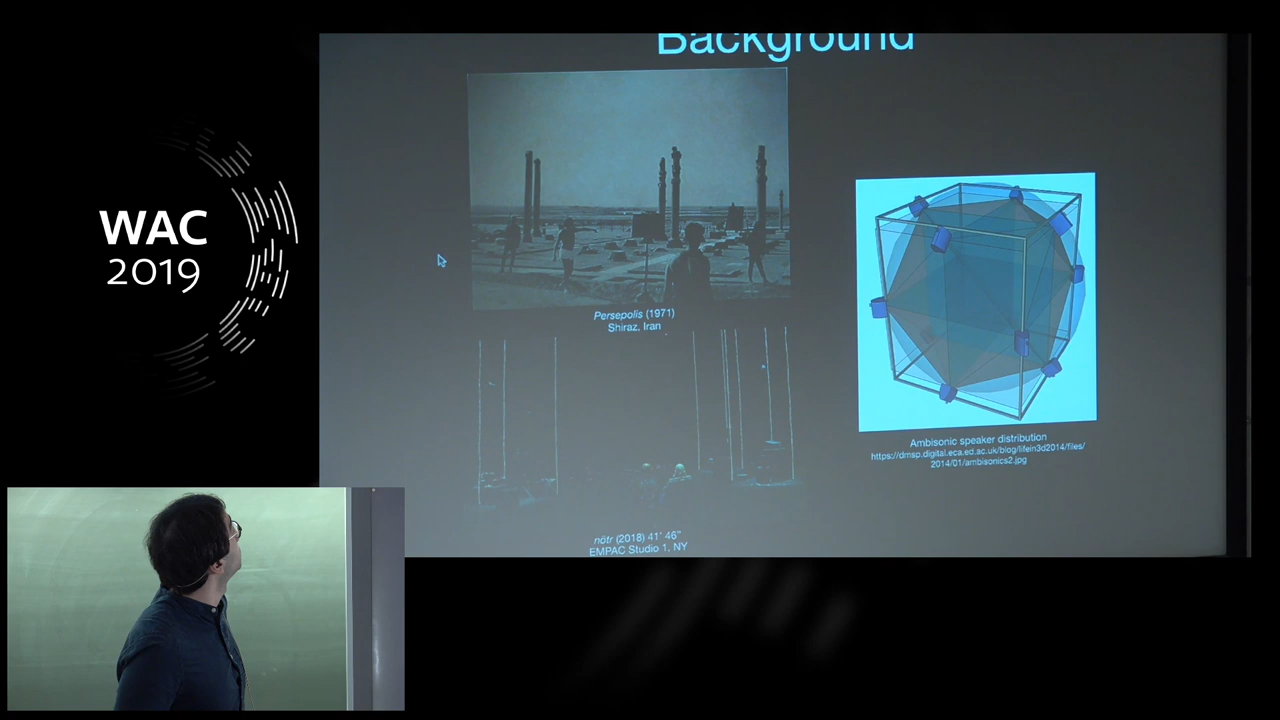 WAC
2019
Background
Persepolis (1971)
Shiraz, Iran
nötr (2018) 41' 46"
EMPAC Studio 1, NY
Ambisonic speaker distribution
https://dmsp.digital.eca.ed.ac.uk/blog/lifein3d2014/files/
2014/01/ambisonics2.jpg